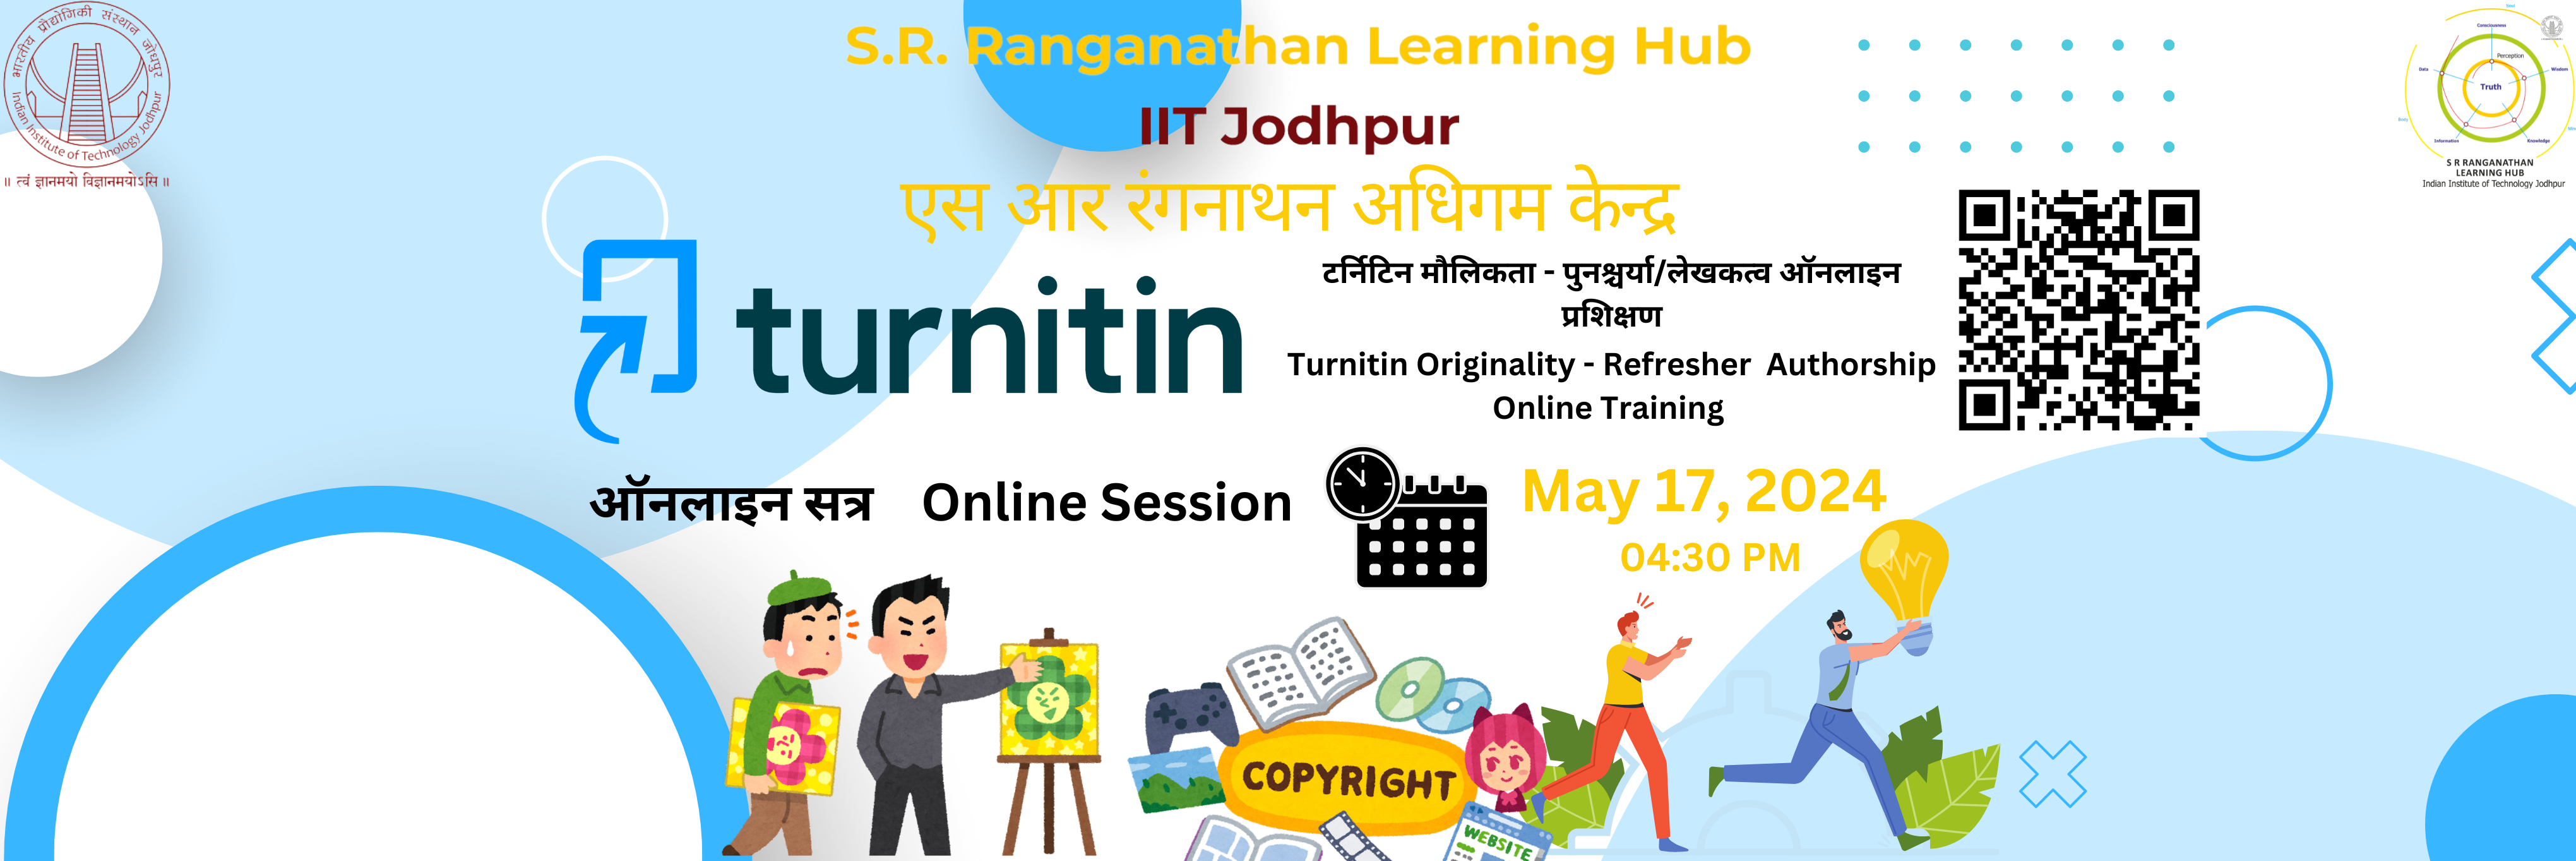 भारतीय प्रौद्योगिकी संस्थान जोधपुर
Indian Institute of Technology Jodhpur
॥ त्वं ज्ञानमयो विज्ञानमयोऽसि ॥
S.R. Ranganathan Learning Hub
IIT Jodhpur
एस आर रंगनाथन अधिगम केन्द्र
Consciousness
Perception
Data
Wisdom
Truth
Information
Knowledge
S R RANGANATHAN
LEARNING HUB
Indian Institute of Technology Jodhpur
turnitin
टर्निटिन मौलिकता - पुनश्चर्या/लेखकत्व ऑनलाइन
प्रशिक्षण
Turnitin Originality - Refresher Authorship
Online Training
ऑनलाइन सत्र Online Session
May 17, 2024
04:30 PM
COPYRIGHT
WEBSITE